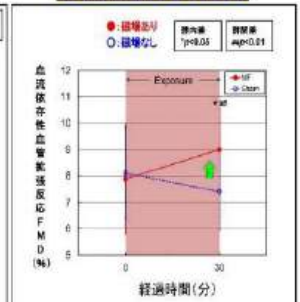 ●:磁場あり
○:磁場なし
群内差
*p<0.05
群間差
##p<0.01
血流依存性血管拡張反応FMD(%)
12
11
10
9
8
7
6
5
Exposure
MF
Sham
0
30
経過時間(分)